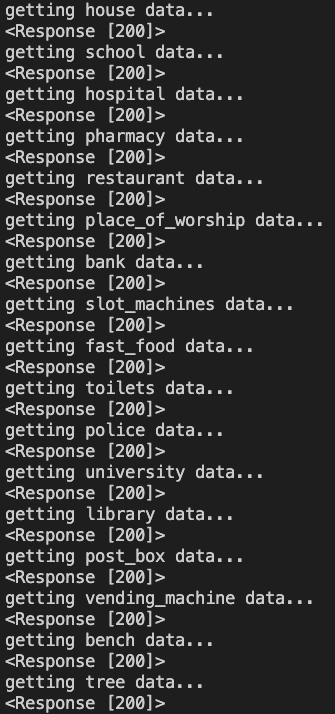 getting house data...
<Response [200]>
getting school data...
<Response [200]>
getting hospital data...
<Response [200]>
getting pharmacy data...
<Response [200]>
getting restaurant data...
<Response [200]>
getting place_of_worship data...
<Response [200]>
getting bank data...
<Response [200]>
getting slot_machines data...
<Response [200]>
getting fast_food data...
<Response [200]>
getting toilets data...
<Response [200]>
getting police data...
<Response [200]>
getting university data...
<Response [200]>
getting library data...
<Response [200]>
getting post_box data...
<Response [200]>
getting vending_machine data...
<Response [200]>
getting bench data...
<Response [200]>
getting tree data...
<Response [200]>